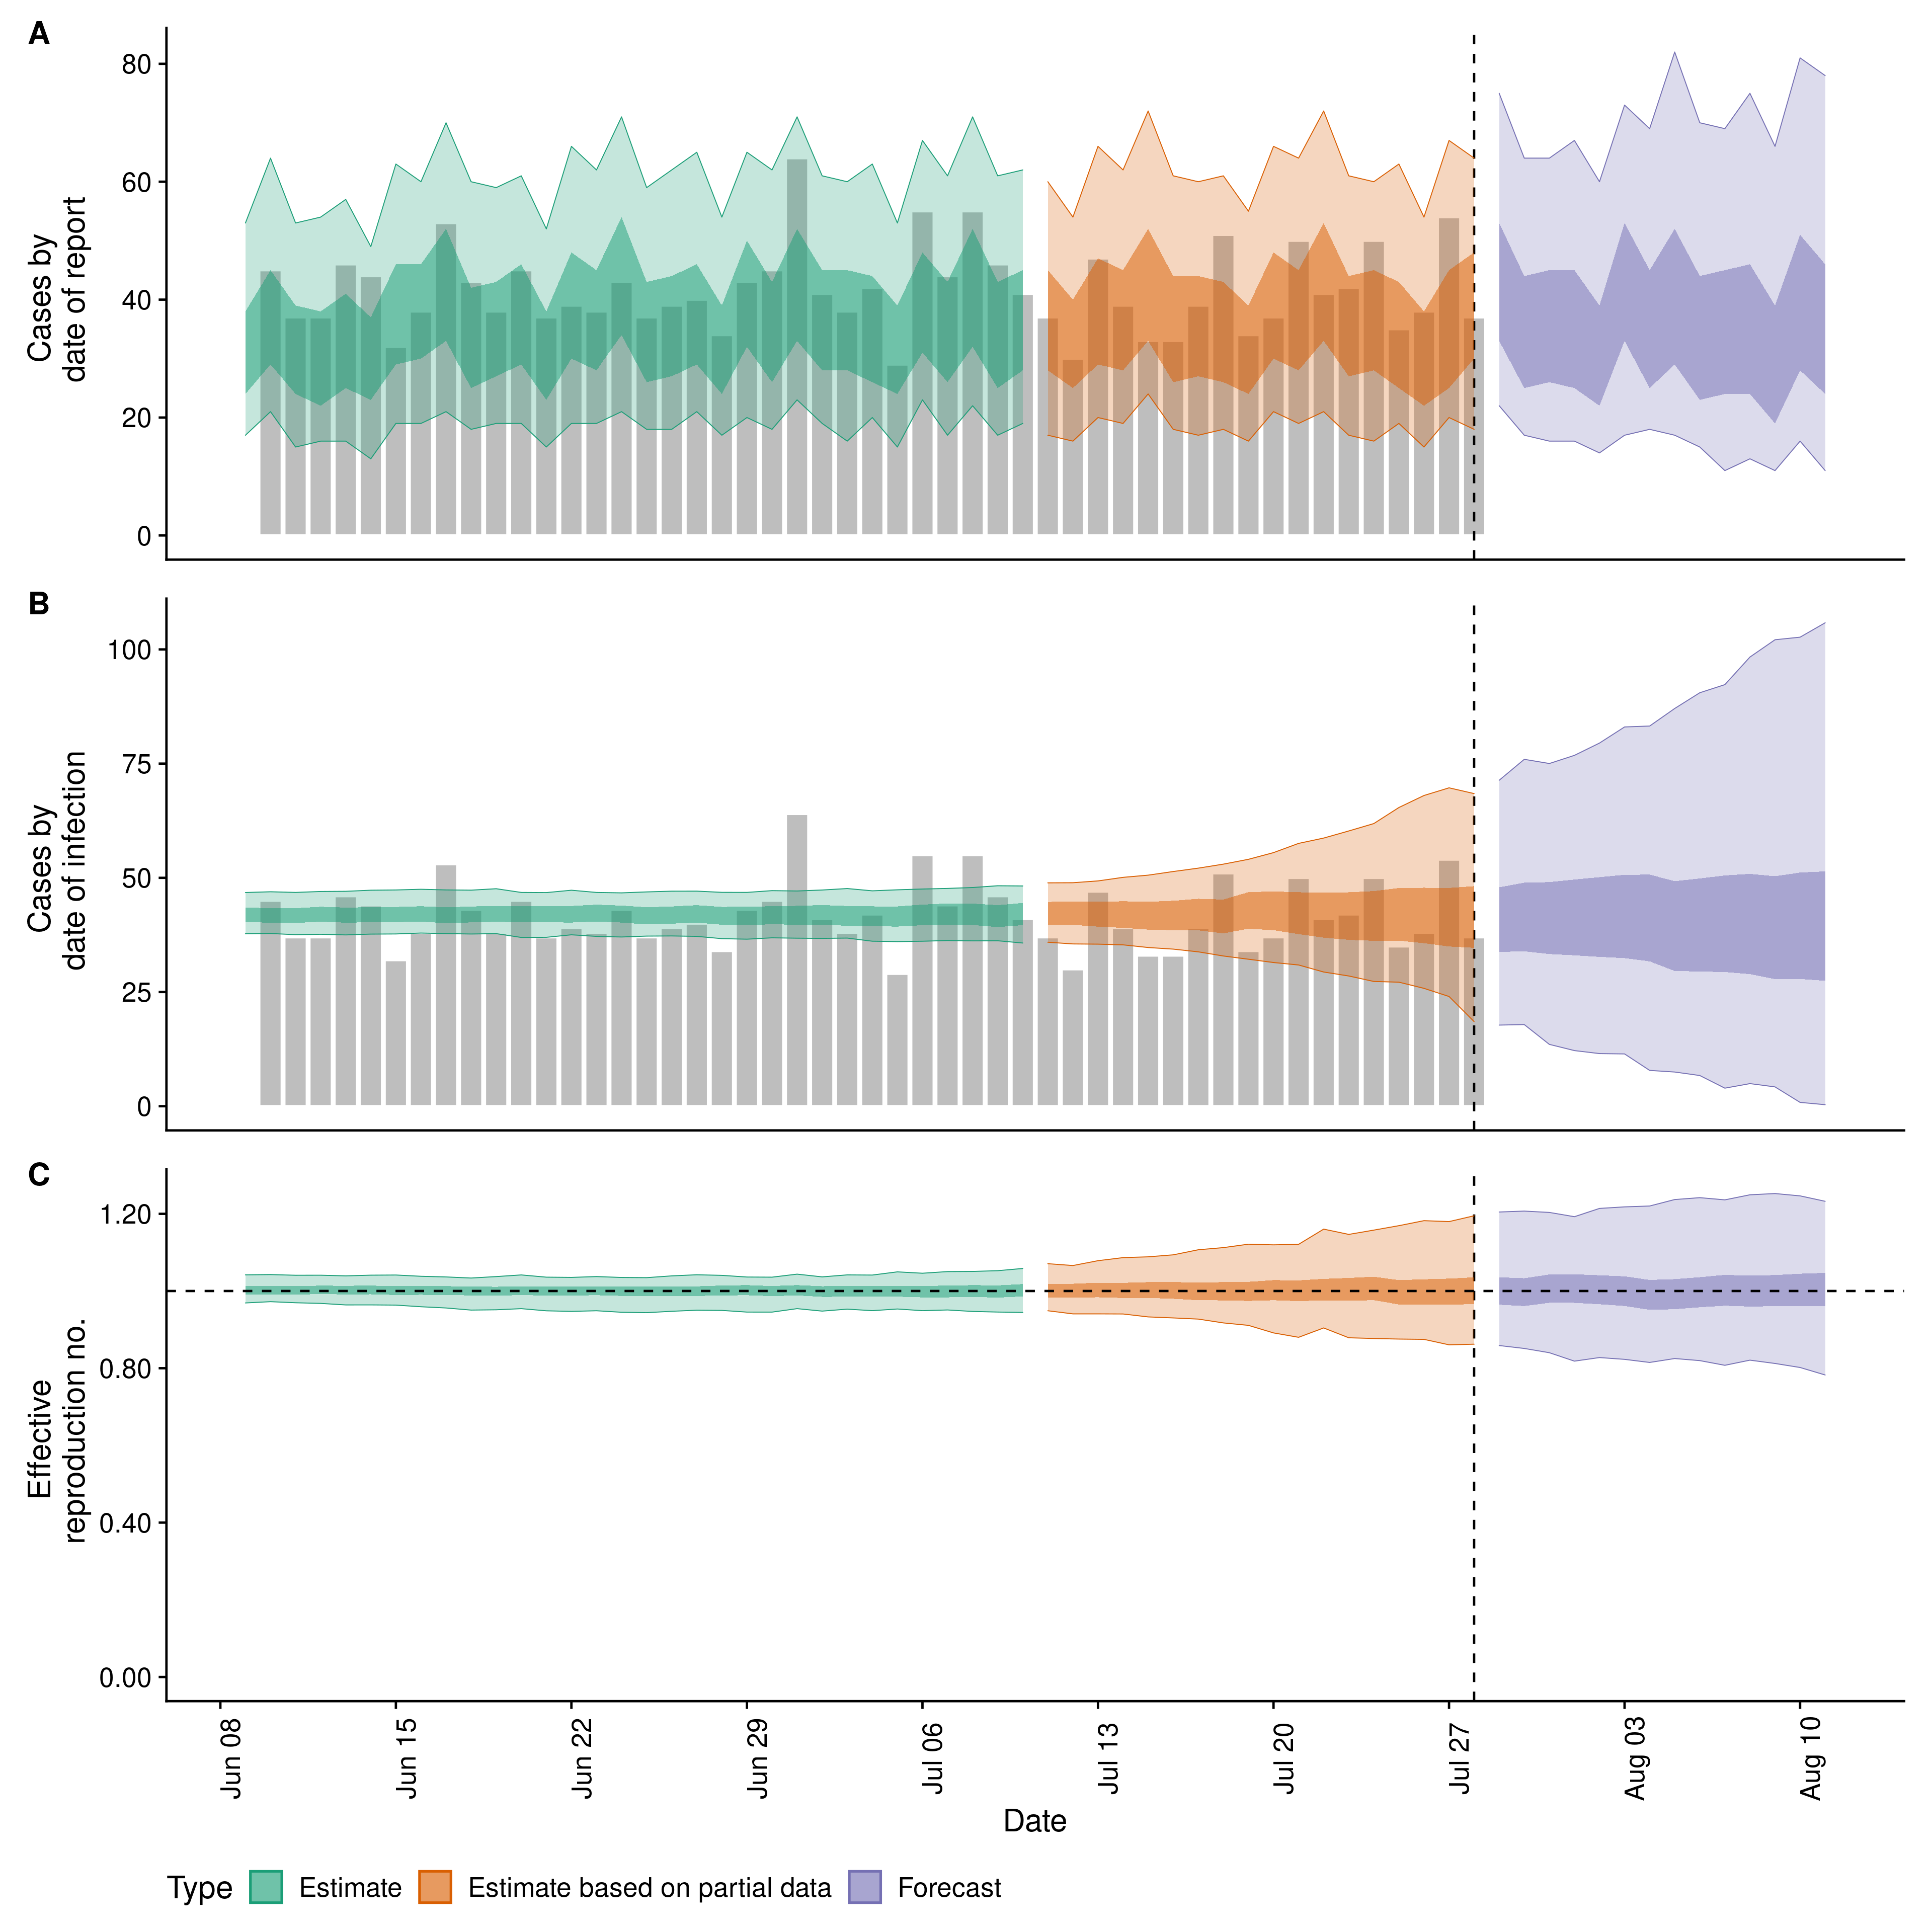 A
80
60
40
20
0
Cases by
date of report
B
100
75
50
25
0
Cases by
date of infection
C
1.20
0.80
0.40
0.00
Effective
reproduction no.
Jun 08
Jun 15
Jun 22
Jun 29
Jul 06
Jul 13
Jul 20
Jul 27
Aug 03
Aug 10
Date
Type Estimate Estimate based on partial data Forecast